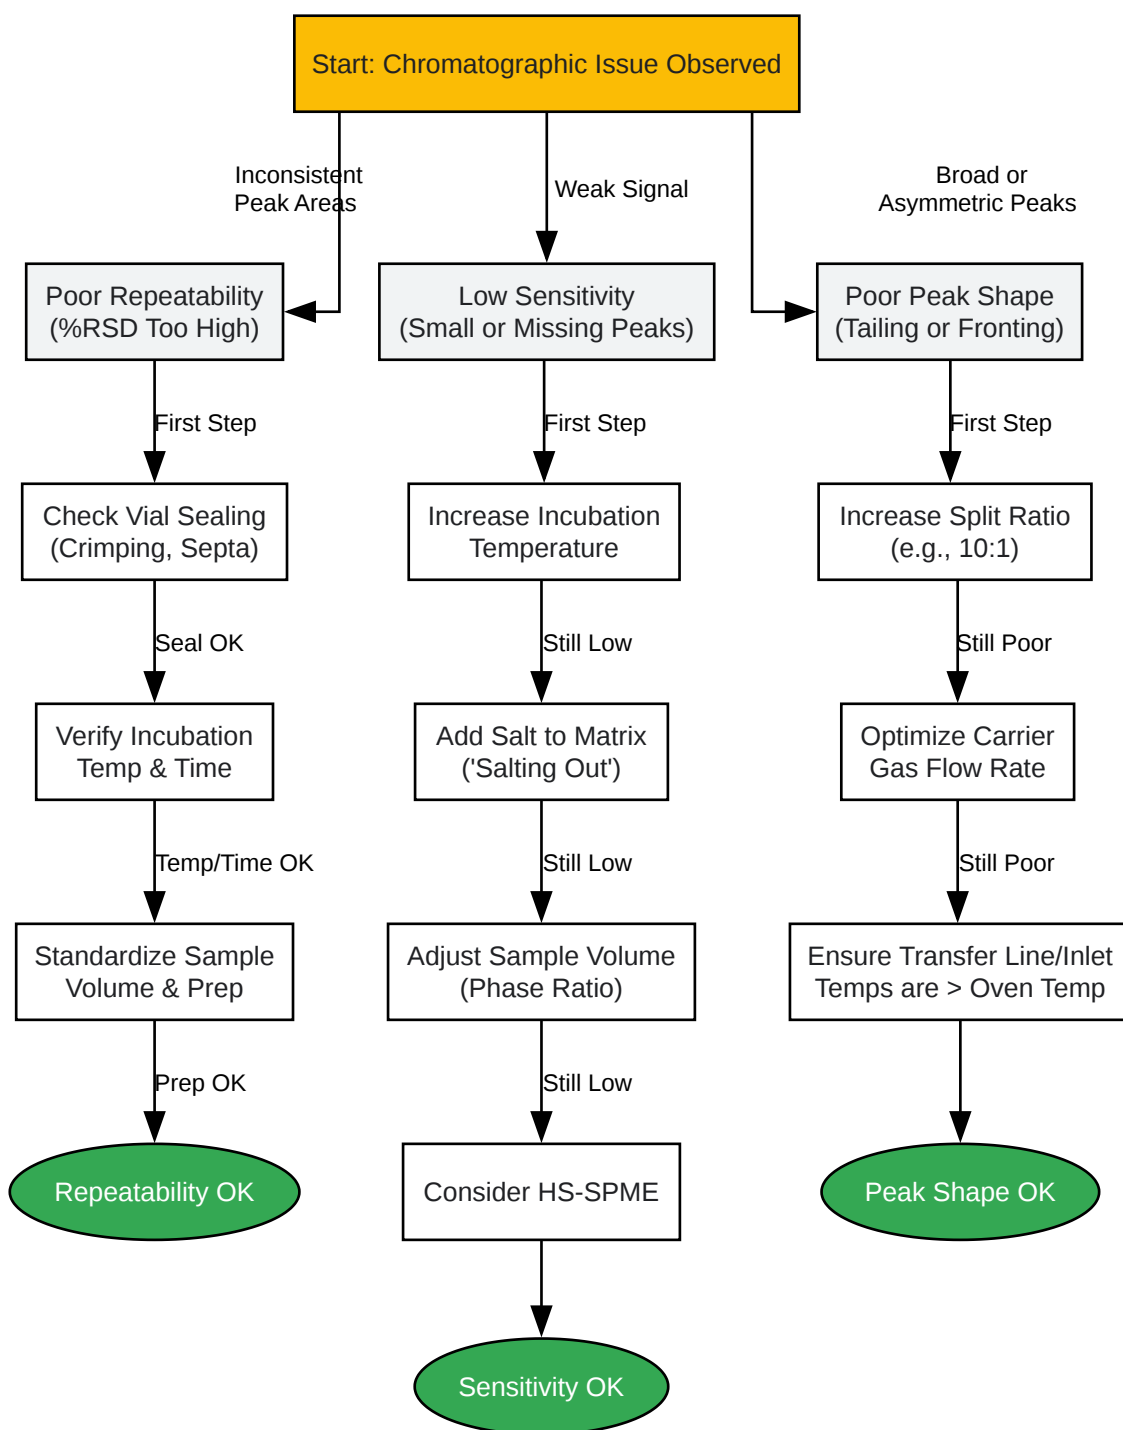 Start: Chromatographic Issue Observed
Inconsistent
Peak Areas
Weak Signal
Broad or
Asymmetric Peaks
Poor Repeatability
(%RSD Too High)
Low Sensitivity
(Small or Missing Peaks)
Poor Peak Shape
(Tailing or Fronting)
First Step
First Step
First Step
Check Vial Sealing
(Crimping, Septa)
Increase Incubation
Temperature
Increase Split Ratio
(e.g., 10:1)
Seal OK
Still Low
Still Poor
Verify Incubation
Temp & Time
Add Salt to Matrix
('Salting Out')
Optimize Carrier
Gas Flow Rate
Temp/Time OK
Still Low
Still Poor
Standardize Sample
Volume & Prep
Adjust Sample Volume
(Phase Ratio)
Ensure Transfer Line/Inlet
Temps are > Oven Temp
Prep OK
Still Low
Repeatability OK
Consider HS-SPME
Peak Shape OK
Sensitivity OK